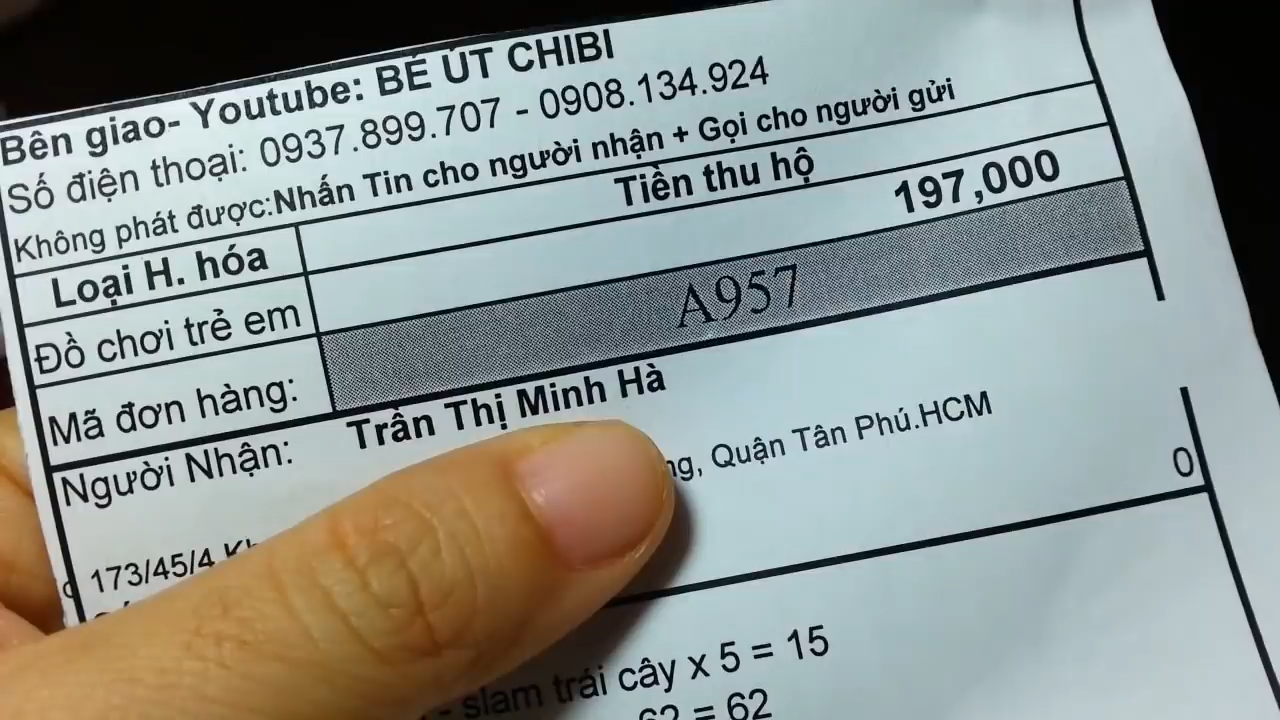 Bên giao- Youtube: BÉ ÚT CHIBI
Số điện thoại: 0937.899.707 - 0908.134.924
Không phát được:Nhấn Tin cho người nhận + Gọi cho người gửi
Loại H. hóa Tiền thu hộ
Đồ chơi trẻ em 197,000
Mã đơn hàng: A957
Người Nhận: Trần Thị Minh Hà
173/45/4 Quận Tân Phú.HCM
0
- slam trái cây x 5 = 15
62 = 62